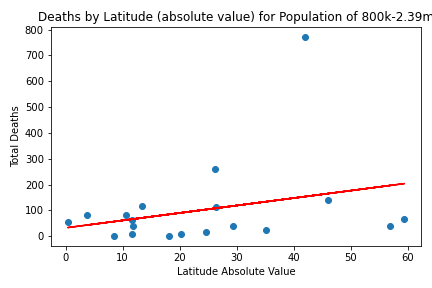 Deaths by Latitude (absolute value) for Population of 800k-2.39m
800
700
600
500
400
300
200
100
0
Total Deaths
0 10 20 30 40 50 60
Latitude Absolute Value